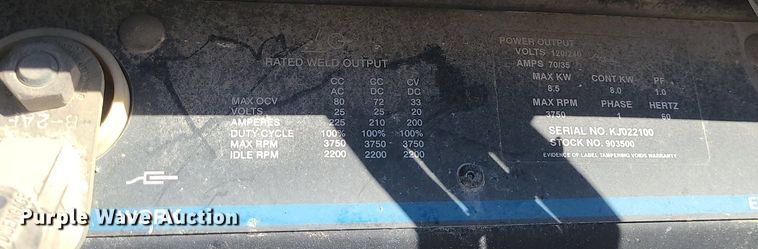 RATED WELD OUTPUT
CC CC CV
AC DC DC
MAX OCV 80 72 33
VOLTS 25 25 20
AMPERES 225 210 200
DUTY CYCLE 100% 100% 100%
MAX RPM 3750 3750 3750
IDLE RPM 2200 2200 2200
POWER OUTPUT
VOLTS 120/240
AMPS 70/35
MAX KW CONT KW PF
8.5 8.0 1.0
MAX RPM PHASE HERTZ
3750 1 60
SERIAL NO. KJ022100
STOCK NO. 903500
EVIDENCE OF LABEL TAMPERING VOIDS WARRANTY
Purple Wave Auction